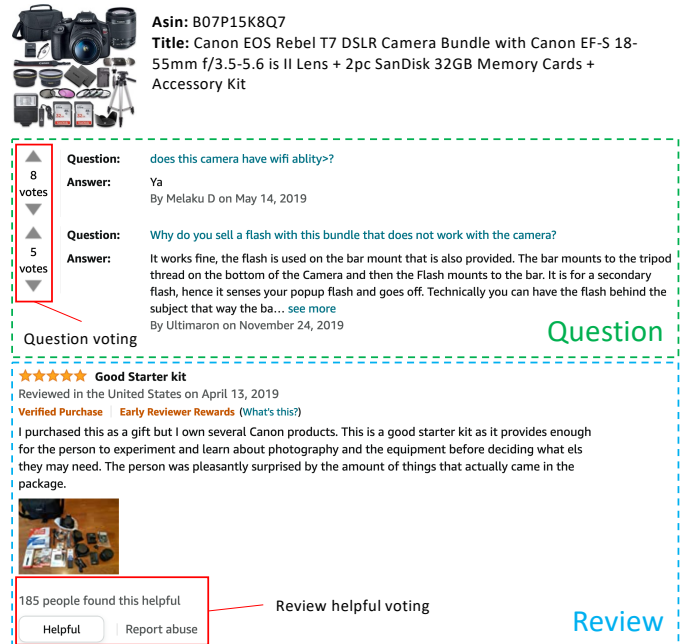 Asin: B07P15K8Q7
Title: Canon EOS Rebel T7 DSLR Camera Bundle with Canon EF-S 18-
55mm f/3.5-5.6 is II Lens + 2pc SanDisk 32GB Memory Cards +
Accessory Kit
8
votes
Question: does this camera have wifi ablity>?
Answer: Ya
By Melaku D on May 14, 2019
5
votes
Question: Why do you sell a flash with this bundle that does not work with the camera?
Answer: It works fine, the flash is used on the bar mount that is also provided. The bar mounts to the tripod
thread on the bottom of the Camera and then the Flash mounts to the bar. It is for a secondary
flash, hence it senses your popup flash and goes off. Technically you can have the flash behind the
subject that way the ba... see more
By Ultimaron on November 24, 2019
Question voting
Question
Good Starter kit
Reviewed in the United States on April 13, 2019
Verified Purchase | Early Reviewer Rewards (What's this?)
I purchased this as a gift but I own several Canon products. This is a good starter kit as it provides enough
for the person to experiment and learn about photography and the equipment before deciding what els
they may need. The person was pleasantly surprised by the amount of things that actually came in the
package.
185 people found this helpful
Helpful | Report abuse
Review helpful voting
Review